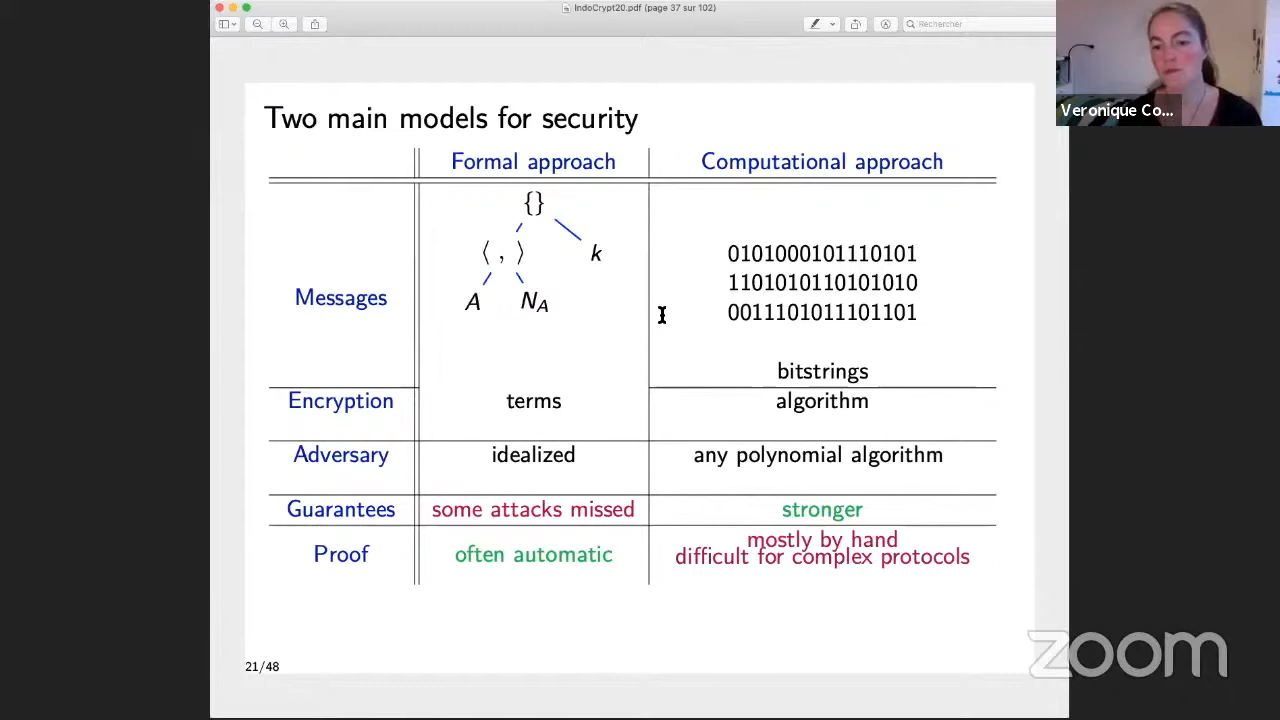 IndoCrypt20.pdf (page 37 sur 102)
Rechercher
Veronique Co...
Two main models for security
Formal approach Computational approach
Messages
{}
⟨ , ⟩ k
A N_A
0101000101110101
1101010110101010
0011101011101101
bitstrings
Encryption terms algorithm
Adversary idealized any polynomial algorithm
Guarantees some attacks missed stronger
Proof often automatic mostly by hand
difficult for complex protocols
21/48
zoom